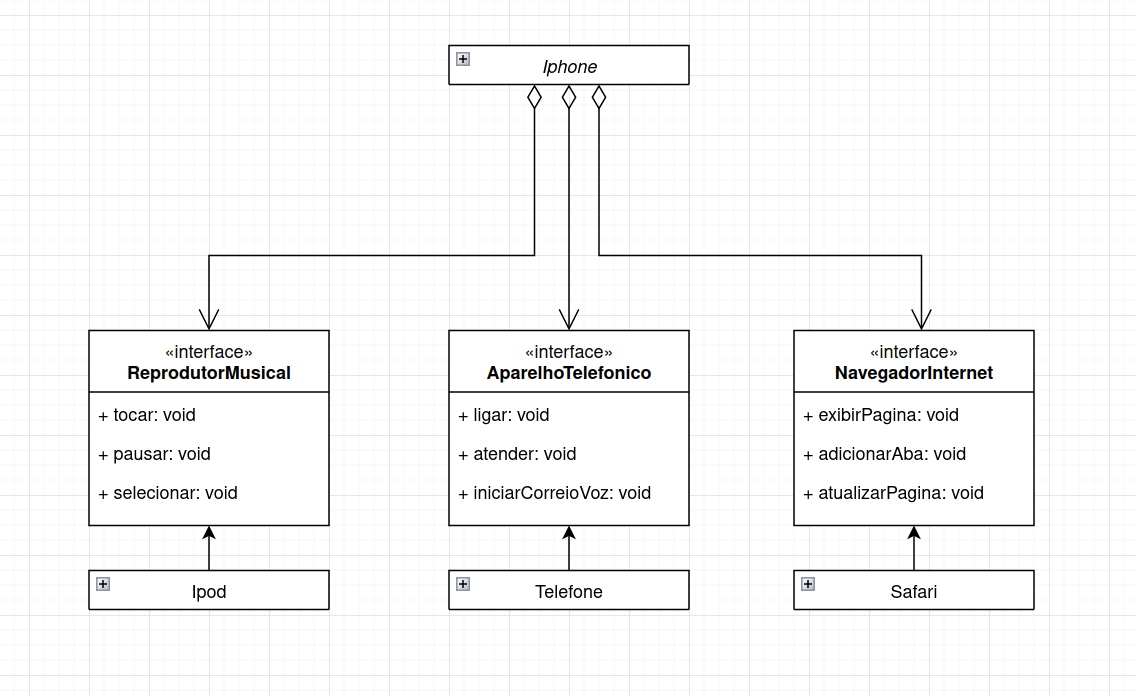 Iphone
«interface»
ReprodutorMusical
+ tocar: void
+ pausar: void
+ selecionar: void
«interface»
AparelhoTelefonico
+ ligar: void
+ atender: void
+ iniciarCorreioVoz: void
«interface»
NavegadorInternet
+ exibirPagina: void
+ adicionarAba: void
+ atualizarPagina: void
Ipod
Telefone
Safari